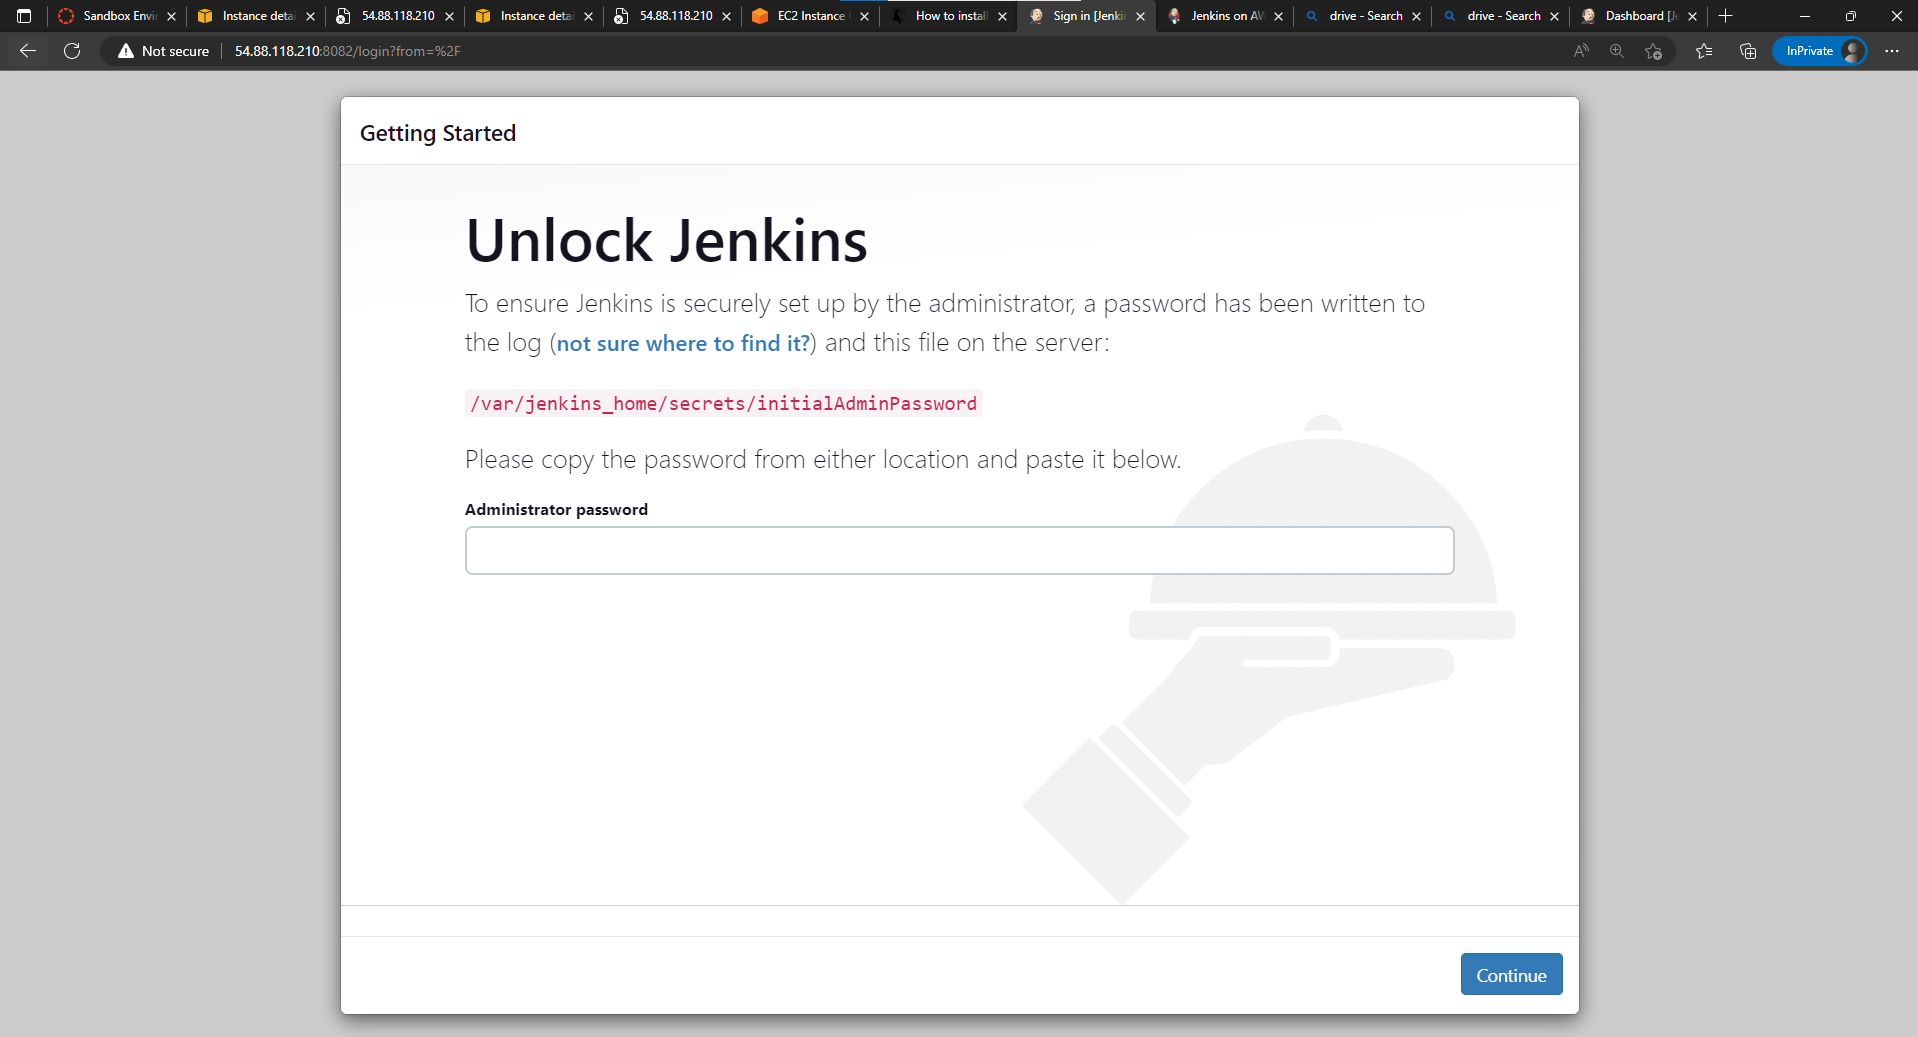 Sandbox Envi
Instance detai
54.88.118.210
Instance detai
54.88.118.210
EC2 Instance
How to install
Sign in [Jenkin
Jenkins on AW
drive - Search
drive - Search
Dashboard [Je
Not secure
54.88.118.210:8082/login?from=%2F
InPrivate
Getting Started
Unlock Jenkins
To ensure Jenkins is securely set up by the administrator, a password has been written to
the log (not sure where to find it?) and this file on the server:
/var/jenkins_home/secrets/initialAdminPassword
Please copy the password from either location and paste it below.
Administrator password
Continue